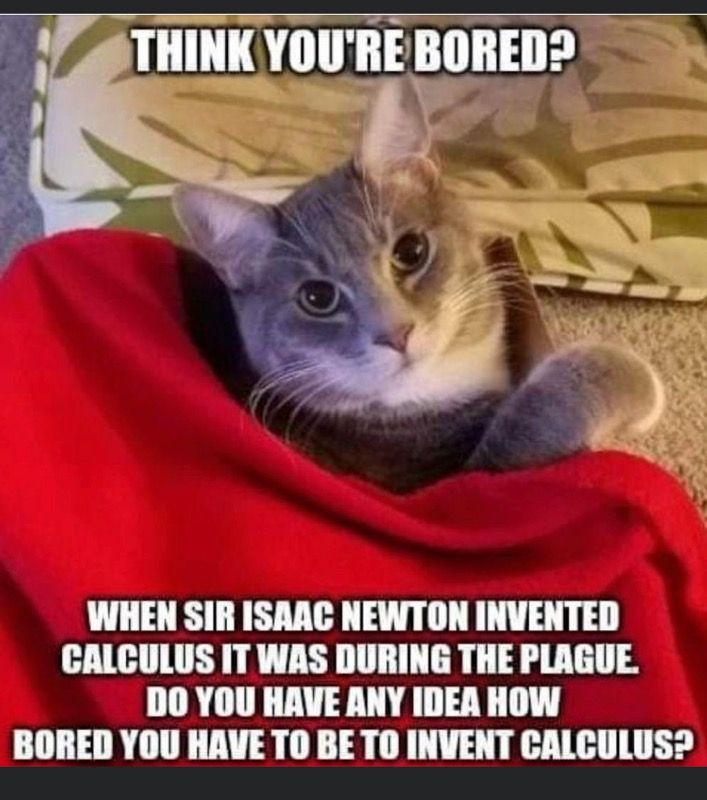 THINK YOU'RE BORED?
WHEN SIR ISAAC NEWTON INVENTED
CALCULUS IT WAS DURING THE PLAGUE.
DO YOU HAVE ANY IDEA HOW
BORED YOU HAVE TO BE TO INVENT CALCULUS?